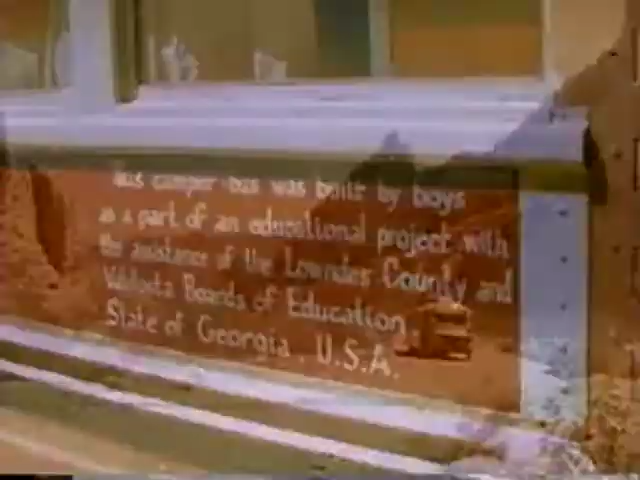 This camper bus was built by boys
as a part of an educational project with
the assistance of the Lowndes County and
Valdosta Boards of Education,
State of Georgia, U.S.A.